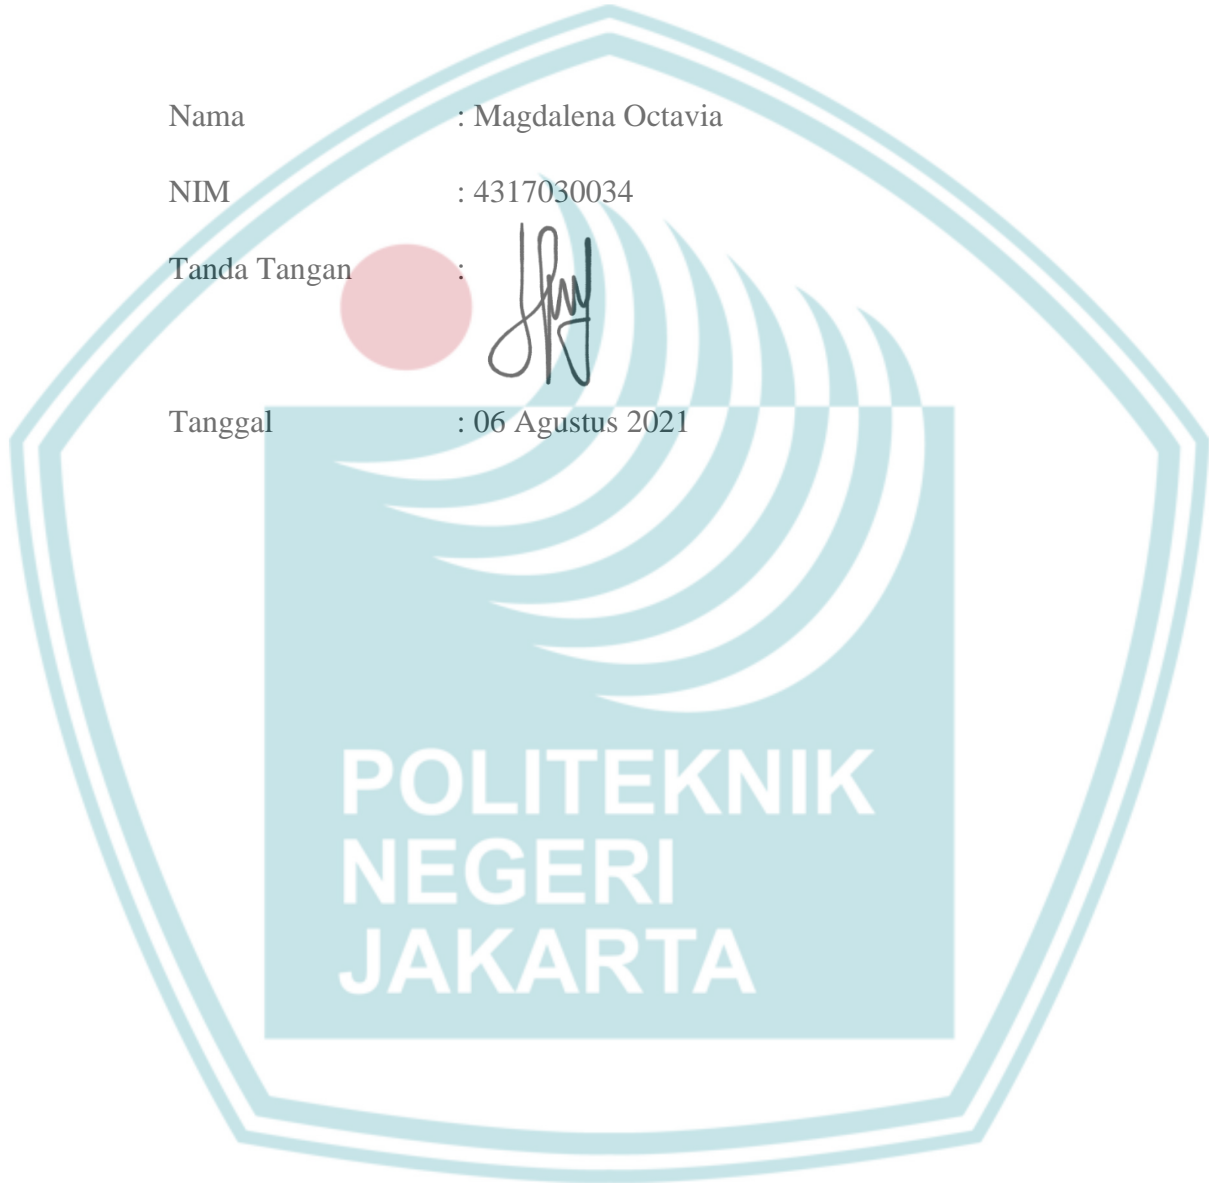 Nama : Magdalena Octavia
NIM : 4317030034
Tanda Tangan :
Tanggal : 06 Agustus 2021
POLITEKNIK
NEGERI
JAKARTA